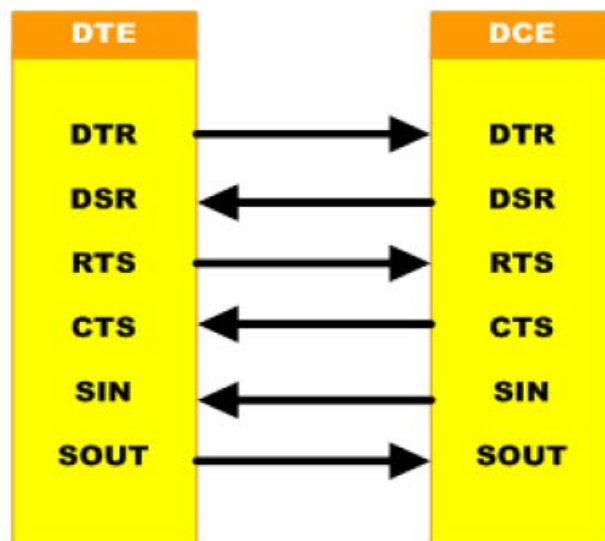 DTE DCE
DTR DTR
DSR DSR
RTS RTS
CTS CTS
SIN SIN
SOUT SOUT